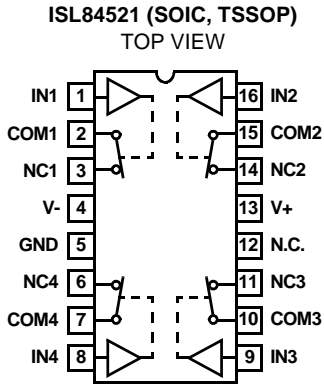 ISL84521 (SOIC, TSSOP)
TOP VIEW
IN1 1 16 IN2
COM1 2 15 COM2
NC1 3 14 NC2
V- 4 13 V+
GND 5 12 N.C.
NC4 6 11 NC3
COM4 7 10 COM3
IN4 8 9 IN3